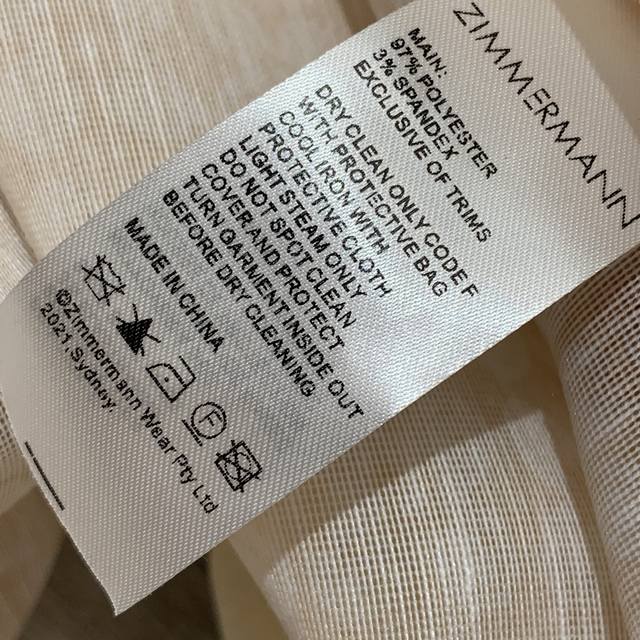 ZIMMERMANN
MAIN:
97% POLYESTER
3% SPANDEX
EXCLUSIVE OF TRIMS
DRY CLEAN ONLY CODE F
WITH PROTECTIVE BAG
COOL IRON WITH
PROTECTIVE CLOTH
LIGHT STEAM ONLY
DO NOT SPOT CLEAN
COVER AND PROTECT
TURN GARMENT INSIDE OUT
BEFORE DRY CLEANING
MADE IN CHINA
F
©Zimmermann Wear Pty Ltd
2021, Sydney.